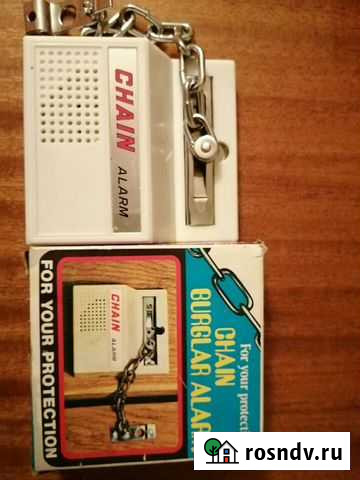 CHAIN
ALARM
For your protect
CHAIN
BURGLAR ALAR
CHAIN
ALARM
FOR YOUR PROTECTION
rosndv.ru